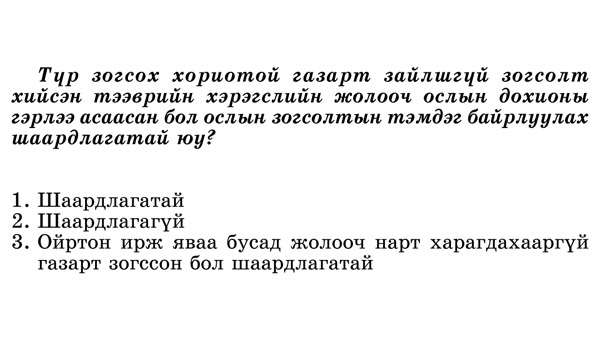 Түр зогсох хориотой газарт зайлшгүй зогсолт
хийсэн тээврийн хэрэгслийн жолооч ослын дохионы
гэрлээ асаасан бол ослын зогсолтын тэмдэг байрлуулах
шаардлагатай юу?
1. Шаардлагатай
2. Шаардлагагүй
3. Ойртон ирж яваа бусад жолооч нарт харагдахааргүй
газарт зогссон бол шаардлагатай